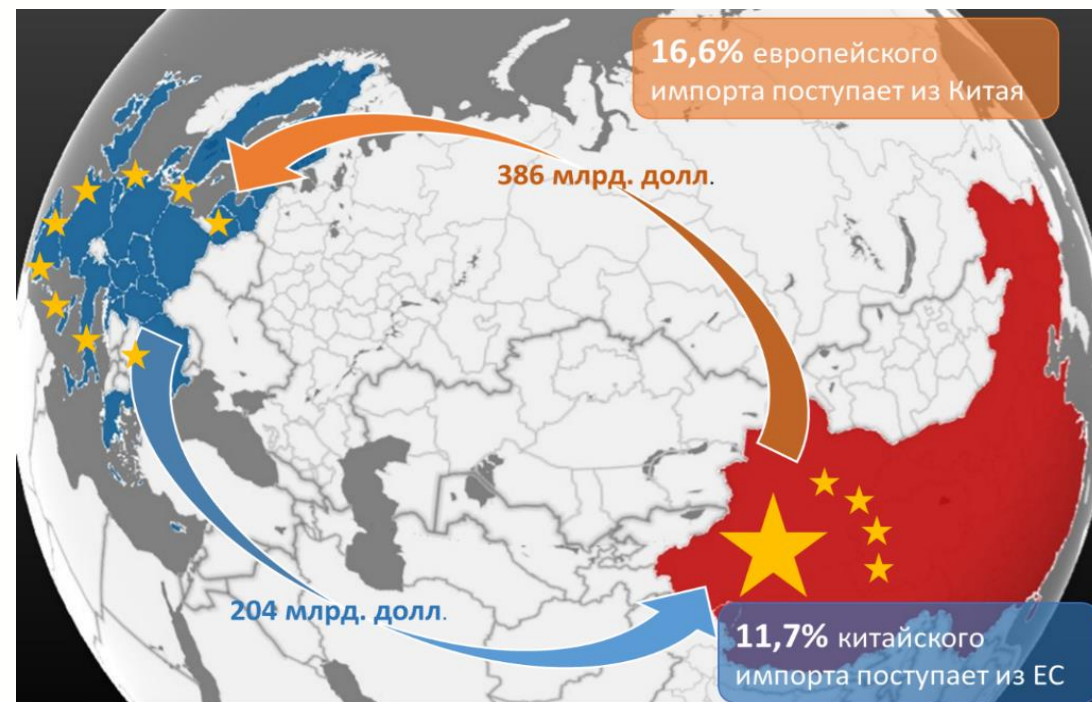 16,6% европейского
импорта поступает из Китая
386 млрд. долл.
204 млрд. долл.
11,7% китайского
импорта поступает из ЕС